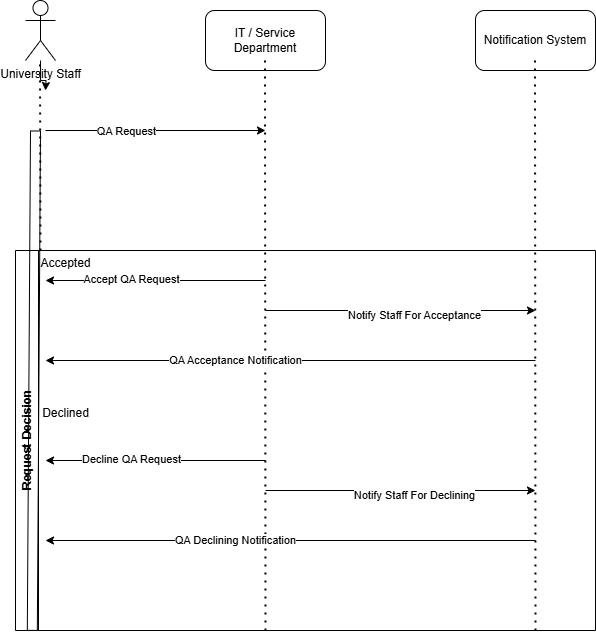 IT / Service
Department
Notification System
University Staff
QA Request
Accepted
Accept QA Request
Notify Staff For Acceptance
QA Acceptance Notification
Request Decision
Declined
Decline QA Request
Notify Staff For Declining
QA Declining Notification